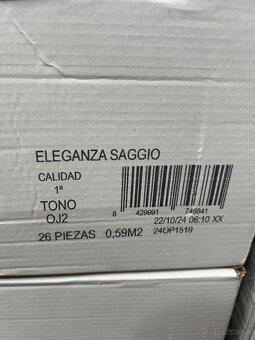 ELEGANZA SAGGIO
CALIDAD
1ª
TONO
OJ2
8 429991 746841
22/10/24 06:10 XX
26 PIEZAS 0,59M2 24OP1519